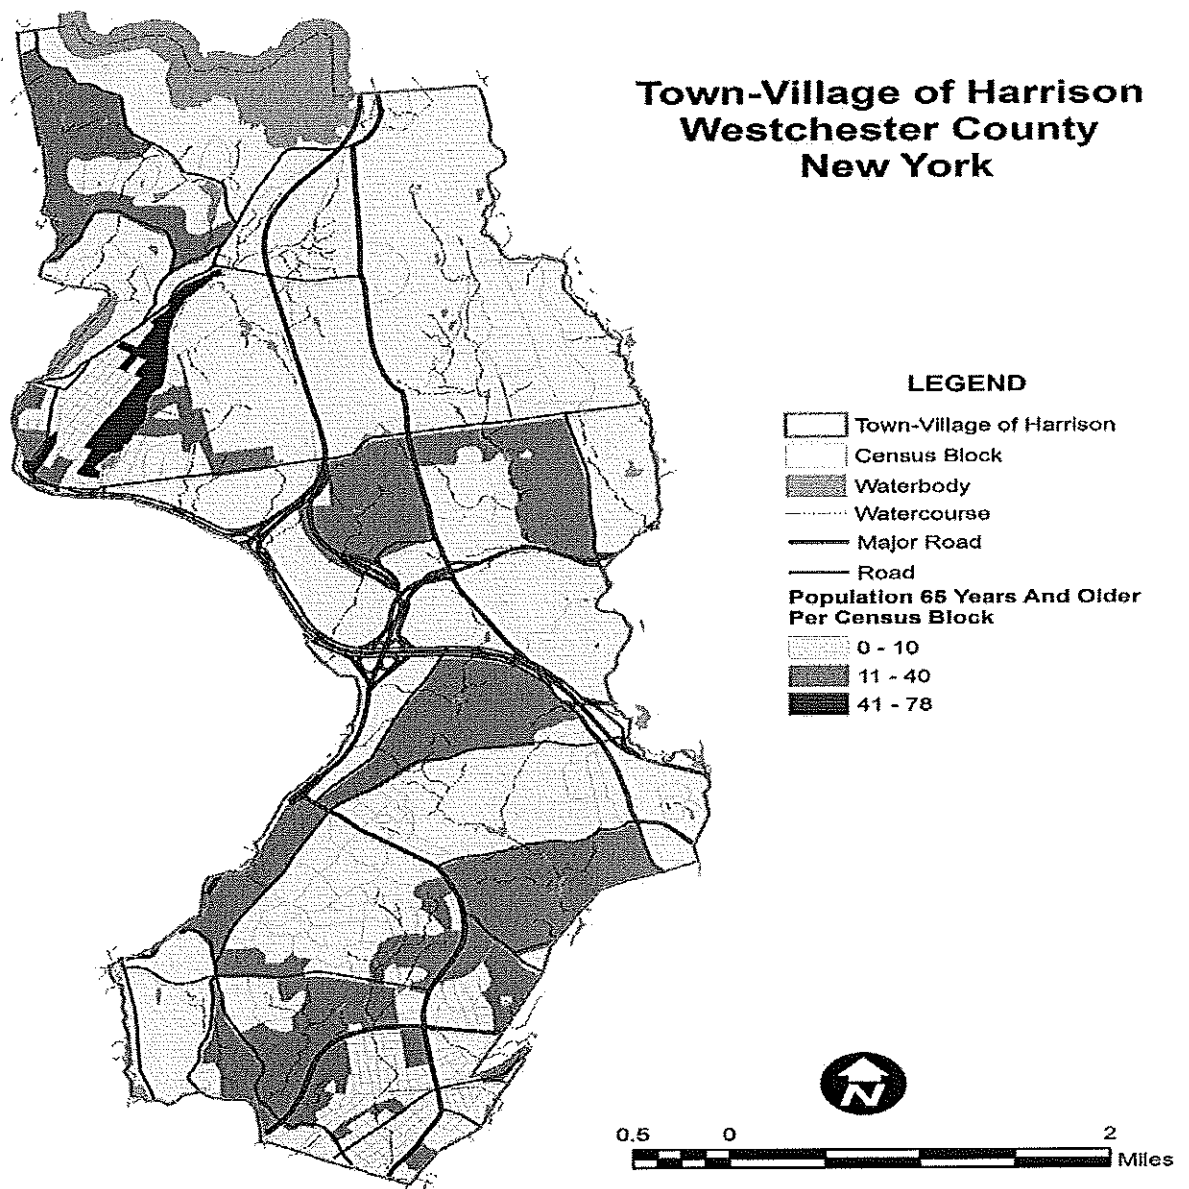 Town-Village of Harrison
Westchester County
New York
LEGEND
Town-Village of Harrison
Census Block
Waterbody
Watercourse
Major Road
Road
Population 65 Years And Older
Per Census Block
0 - 10
11 - 40
41 - 78
N
0.5 0 2
Miles